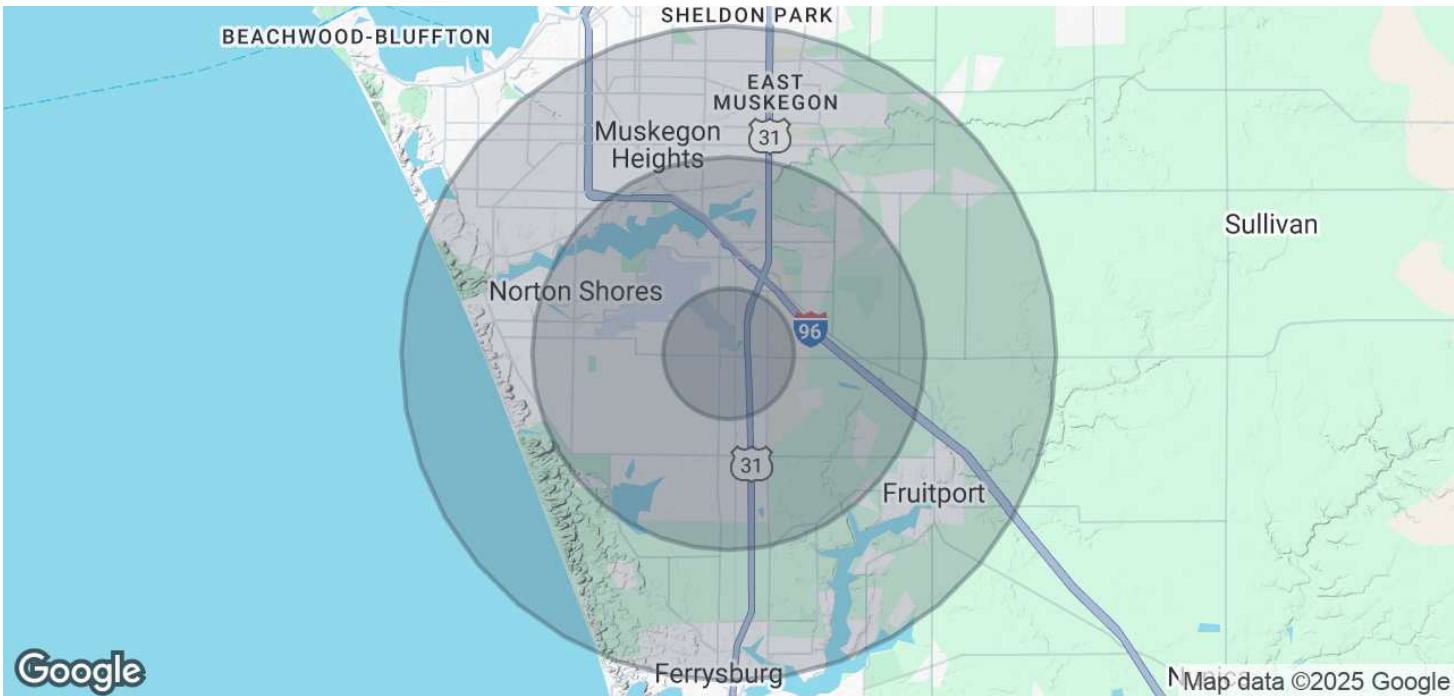 SHELDON PARK
BEACHWOOD-BLUFFTON
EAST
MUSKEGON
31
Muskegon
Heights
Sullivan
Norton Shores
96
31
Fruitport
Ferrysburg
Google
Map data ©2025 Google